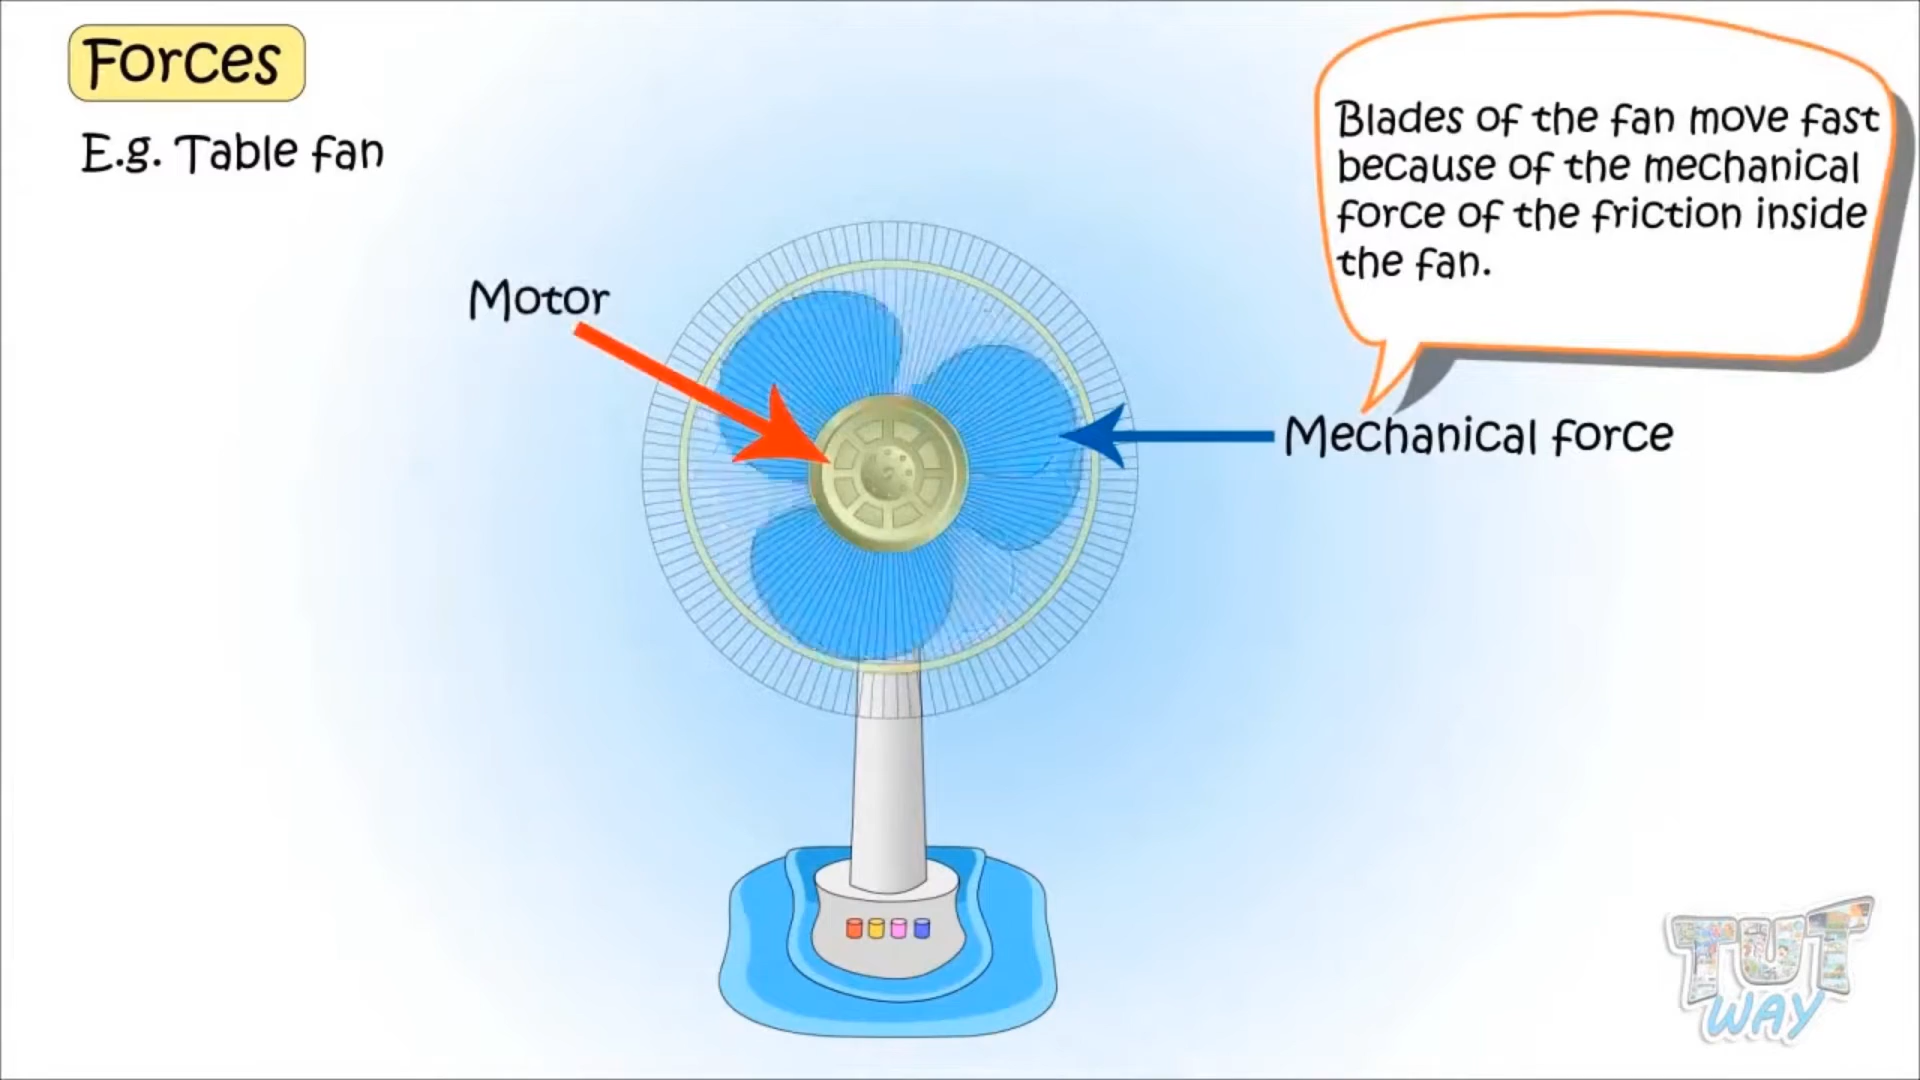 Forces
E.g. Table fan
Blades of the fan move fast
because of the mechanical
force of the friction inside
the fan.
Motor
Mechanical force
TUT
WAY